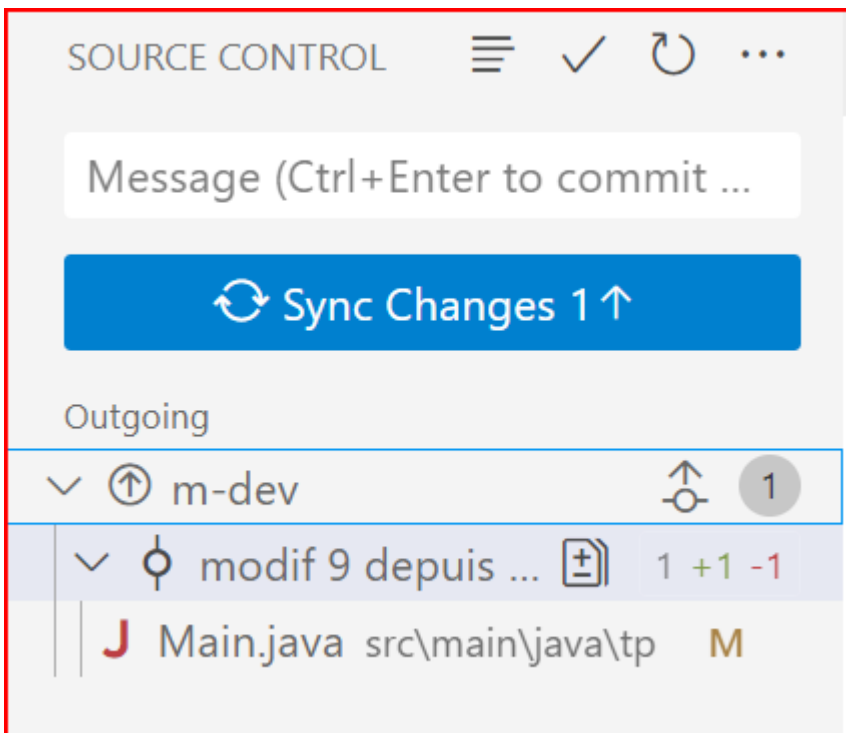 SOURCE CONTROL
Message (Ctrl+Enter to commit ...
Sync Changes 1↑
Outgoing
m-dev 1
modif 9 depuis ... 1 +1 -1
J Main.java src\main\java\tp M